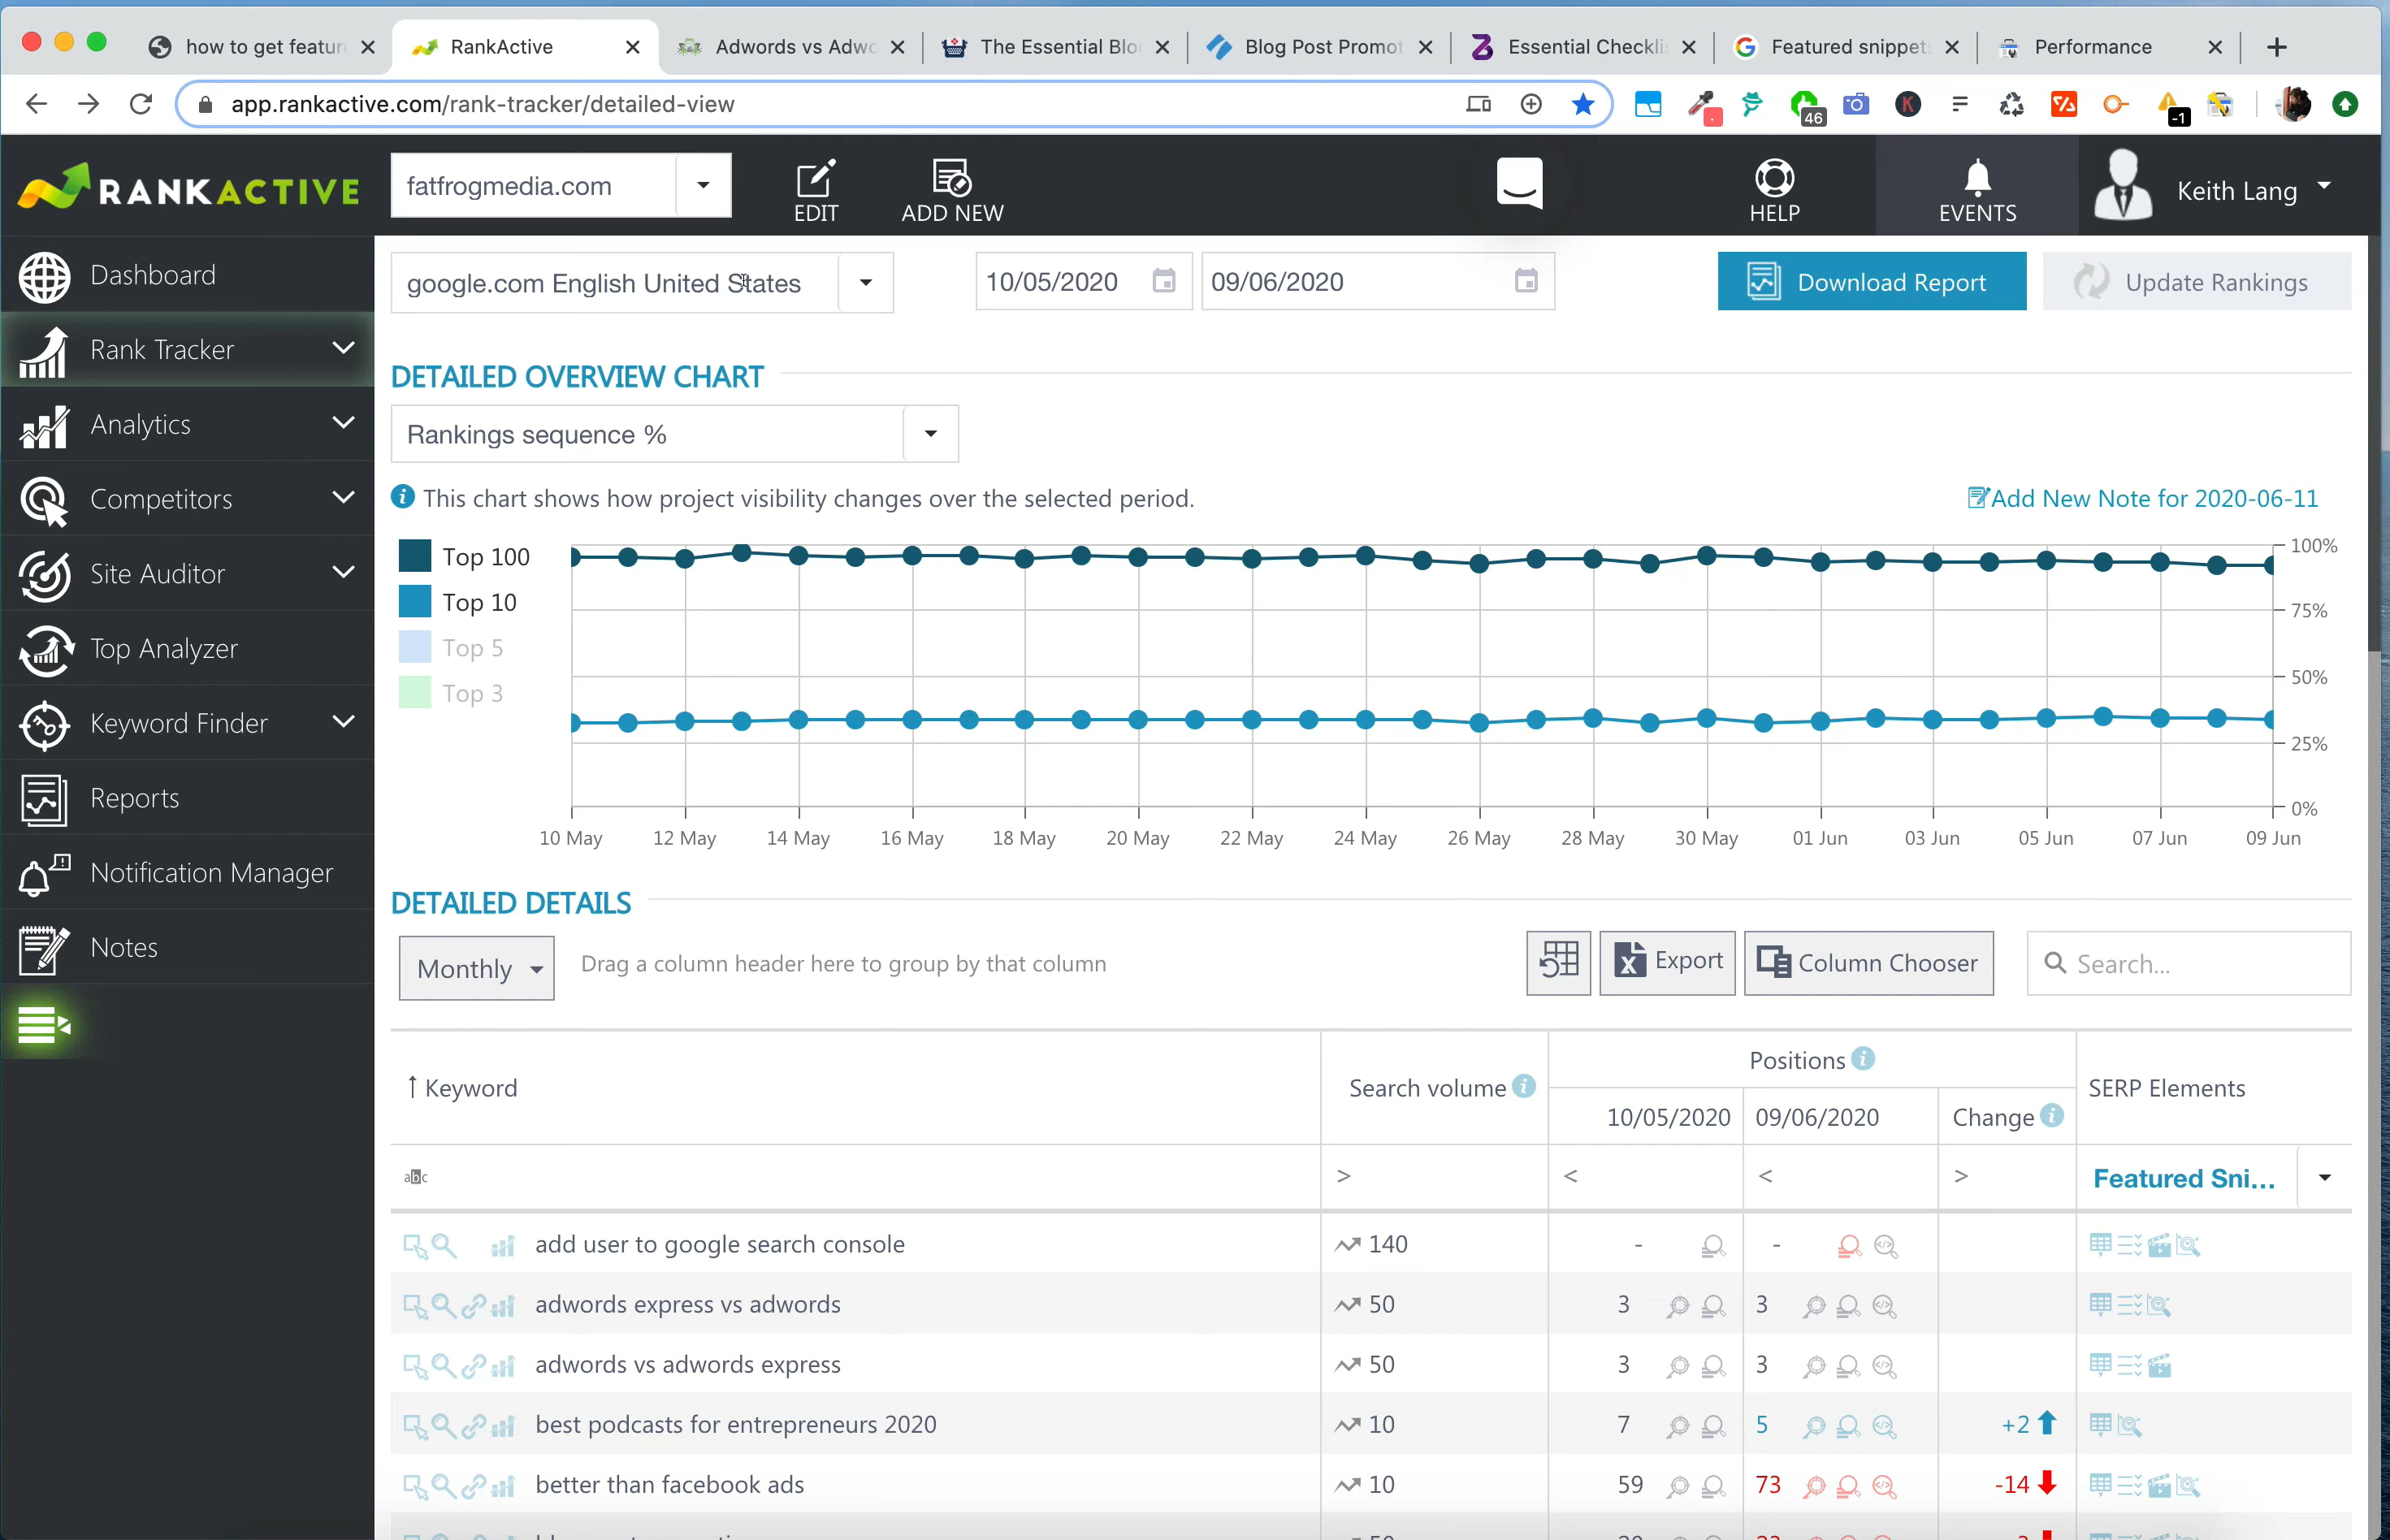 how to get featur
RankActive
Adwords vs Adwo
The Essential Blo
Blog Post Promot
Essential Checkli
Featured snippet
Performance
app.rankactive.com/rank-tracker/detailed-view
46
-1
RANKACTIVE
fatfrogmedia.com
EDIT
ADD NEW
HELP
EVENTS
Keith Lang
Dashboard
Rank Tracker
Analytics
Competitors
Site Auditor
Top Analyzer
Keyword Finder
Reports
Notification Manager
Notes
google.com English United States
10/05/2020
09/06/2020
Download Report
Update Rankings
DETAILED OVERVIEW CHART
Rankings sequence %
This chart shows how project visibility changes over the selected period.
Add New Note for 2020-06-11
Top 100
Top 10
Top 5
Top 3
100%
75%
50%
25%
0%
10 May 12 May 14 May 16 May 18 May 20 May 22 May 24 May 26 May 28 May 30 May 01 Jun 03 Jun 05 Jun 07 Jun 09 Jun
DETAILED DETAILS
Monthly
Drag a column header here to group by that column
Export
Column Chooser
Search...
Keyword
Search volume
Positions
10/05/2020
09/06/2020
Change
SERP Elements
abc > < < > Featured Sni...
add user to google search console 140 - -
adwords express vs adwords 50 3 3
adwords vs adwords express 50 3 3
best podcasts for entrepreneurs 2020 10 7 5 +2
better than facebook ads 10 59 73 -14